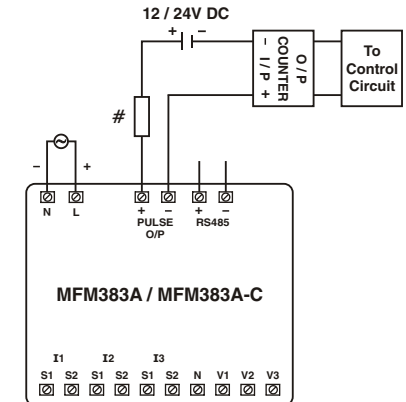 12 / 24V DC
+ –
– I / P +
COUNTER
O / P
To
Control
Circuit
#
– +
N L
+ – + –
PULSE RS485
O/P
MFM383A / MFM383A-C
I1 I2 I3
S1 S2 S1 S2 S1 S2 N V1 V2 V3